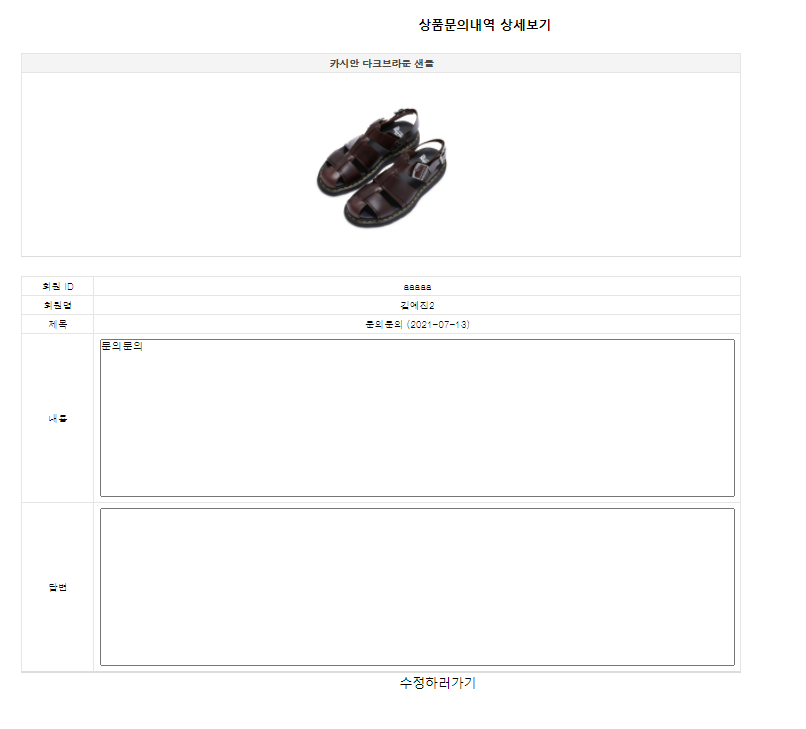 상품문의내역 상세보기
카시안 다크브라운 샌들
회원 ID
aaaaa
회원명
김예진2
제목
문의문의 (2021-07-13)
내용
문의문의
답변
수정하러가기